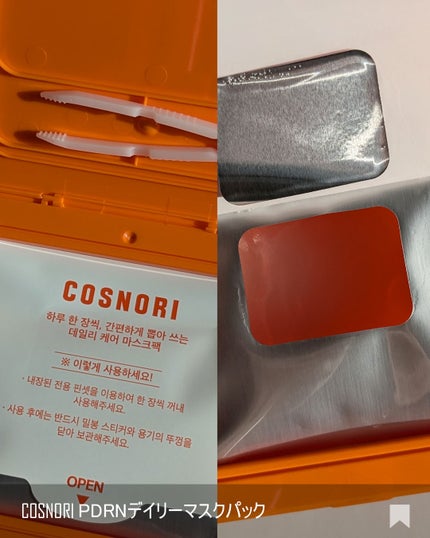 COSNORI
하루 한 장씩, 간편하게 뽑아 쓰는
데일리 케어 마스크팩
※ 이렇게 사용하세요!
· 내장된 전용 핀셋을 이용하여 한 장씩 꺼내
사용해주세요.
· 사용 후에는 반드시 밀봉 스티커와 용기의 뚜껑을
닫아 보관해주세요.
OPEN
COSNORI PDRNデイリーマスクパック